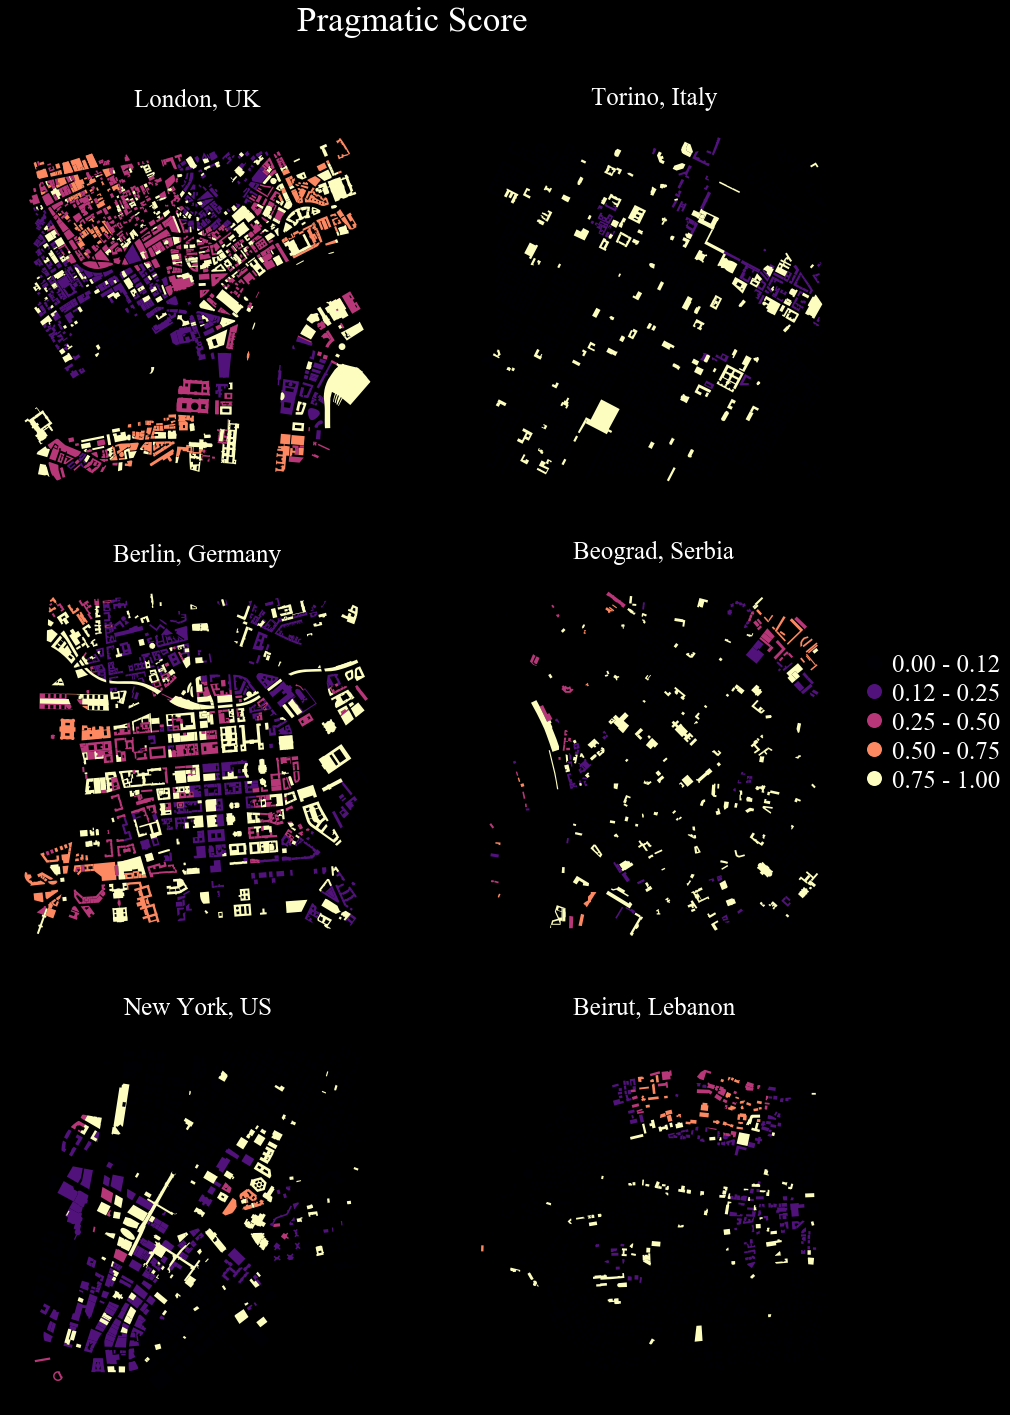 Pragmatic Score
London, UK
Torino, Italy
Berlin, Germany
Beograd, Serbia
0.00 - 0.12
0.12 - 0.25
0.25 - 0.50
0.50 - 0.75
0.75 - 1.00
New York, US
Beirut, Lebanon